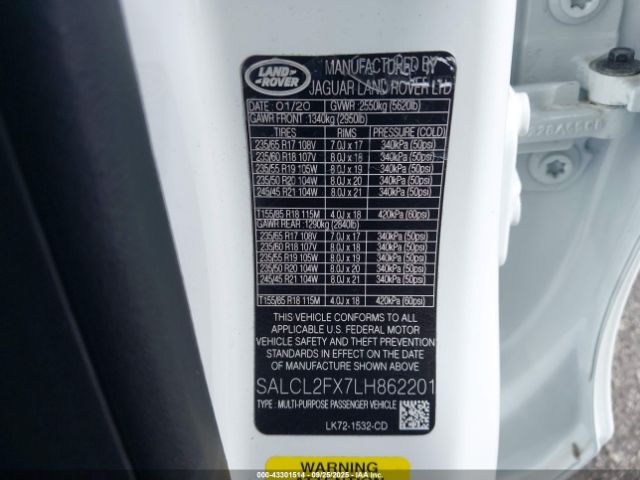 LAND ROVER
MANUFACTURED BY
JAGUAR LAND ROVER LTD
DATE 01/20 GVWR : 2550kg (5620lb)
GAWR FRONT : 1340kg (2950lb)
TIRES RIMS PRESSURE (COLD)
235/65 R17 108V 7.0J x 17 340kPa (50psi)
235/60 R18 107V 8.0J x 18 340kPa (50psi)
235/55 R19 105W 8.0J x 19 340kPa (50psi)
235/50 R20 104W 8.0J x 20 340kPa (50psi)
245/45 R21 104W 8.0J x 21 340kPa (50psi)
T155/85 R18 115M 4.0J x 18 420kPa (60psi)
GAWR REAR : 1290kg (2840lb)
235/65 R17 108V 7.0J x 17 340kPa (50psi)
235/60 R18 107V 8.0J x 18 340kPa (50psi)
235/55 R19 105W 8.0J x 19 340kPa (50psi)
235/50 R20 104W 8.0J x 20 340kPa (50psi)
245/45 R21 104W 8.0J x 21 340kPa (50psi)
T155/85 R18 115M 4.0J x 18 420kPa (60psi)
THIS VEHICLE CONFORMS TO ALL
APPLICABLE U.S. FEDERAL MOTOR
VEHICLE SAFETY AND THEFT PREVENTION
STANDARDS IN EFFECT ON THE DATE OF
MANUFACTURE SHOWN ABOVE
SALCL2FX7LH862201
TYPE : MULTI-PURPOSE PASSENGER VEHICLE
LK72-1532-CD
WARNING
00-43301514 - 09/25/2025 - © IAA, Inc.